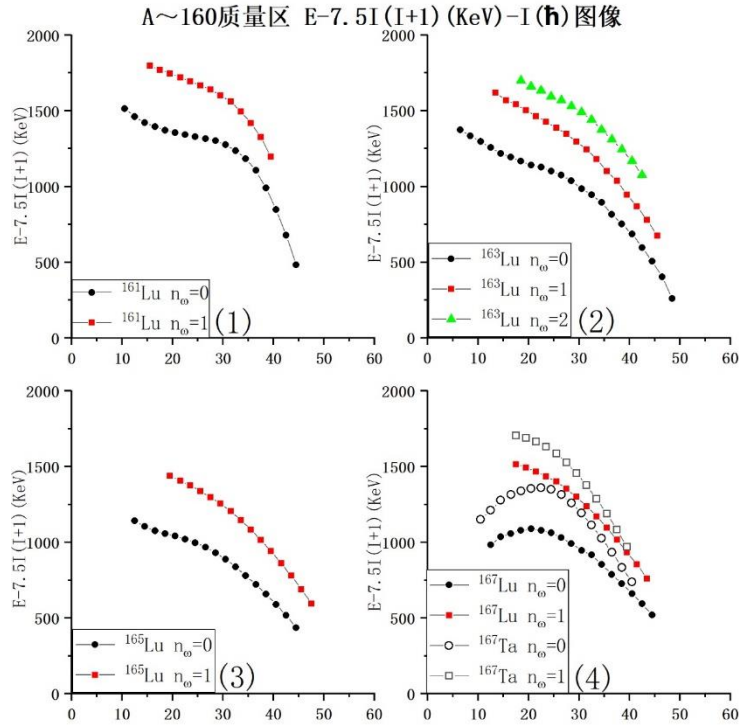 A～160质量区 E-7.5I(I+1)(KeV)-I(ħ)图像
2000
1500
1000
500
0
E-7.5I(I+1)(KeV)
¹⁶¹Lu nω=0
¹⁶¹Lu nω=1
(1)
0 10 20 30 40 50 60
2000
1500
1000
500
0
E-7.5I(I+1)(KeV)
¹⁶³Lu nω=0
¹⁶³Lu nω=1
¹⁶³Lu nω=2
(2)
0 10 20 30 40 50 60
2000
1500
1000
500
0
E-7.5I(I+1)(KeV)
¹⁶⁵Lu nω=0
¹⁶⁵Lu nω=1
(3)
0 10 20 30 40 50 60
2000
1500
1000
500
0
E-7.5I(I+1)(KeV)
¹⁶⁷Lu nω=0
¹⁶⁷Lu nω=1
¹⁶⁷Ta nω=0
¹⁶⁷Ta nω=1
(4)
0 10 20 30 40 50 60